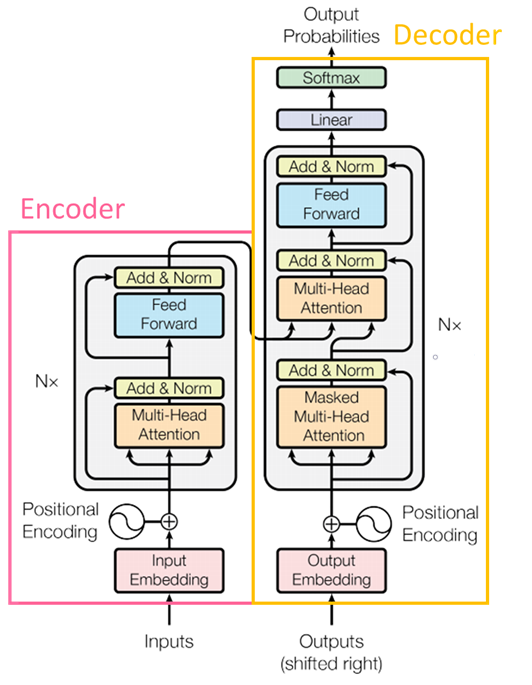 Output
Probabilities
Decoder
Softmax
Linear
Add & Norm
Feed
Forward
Add & Norm
Multi-Head
Attention
Nx
Add & Norm
Masked
Multi-Head
Attention
Positional
Encoding
Output
Embedding
Outputs
(shifted right)
Encoder
Add & Norm
Feed
Forward
Nx
Add & Norm
Multi-Head
Attention
Positional
Encoding
Input
Embedding
Inputs